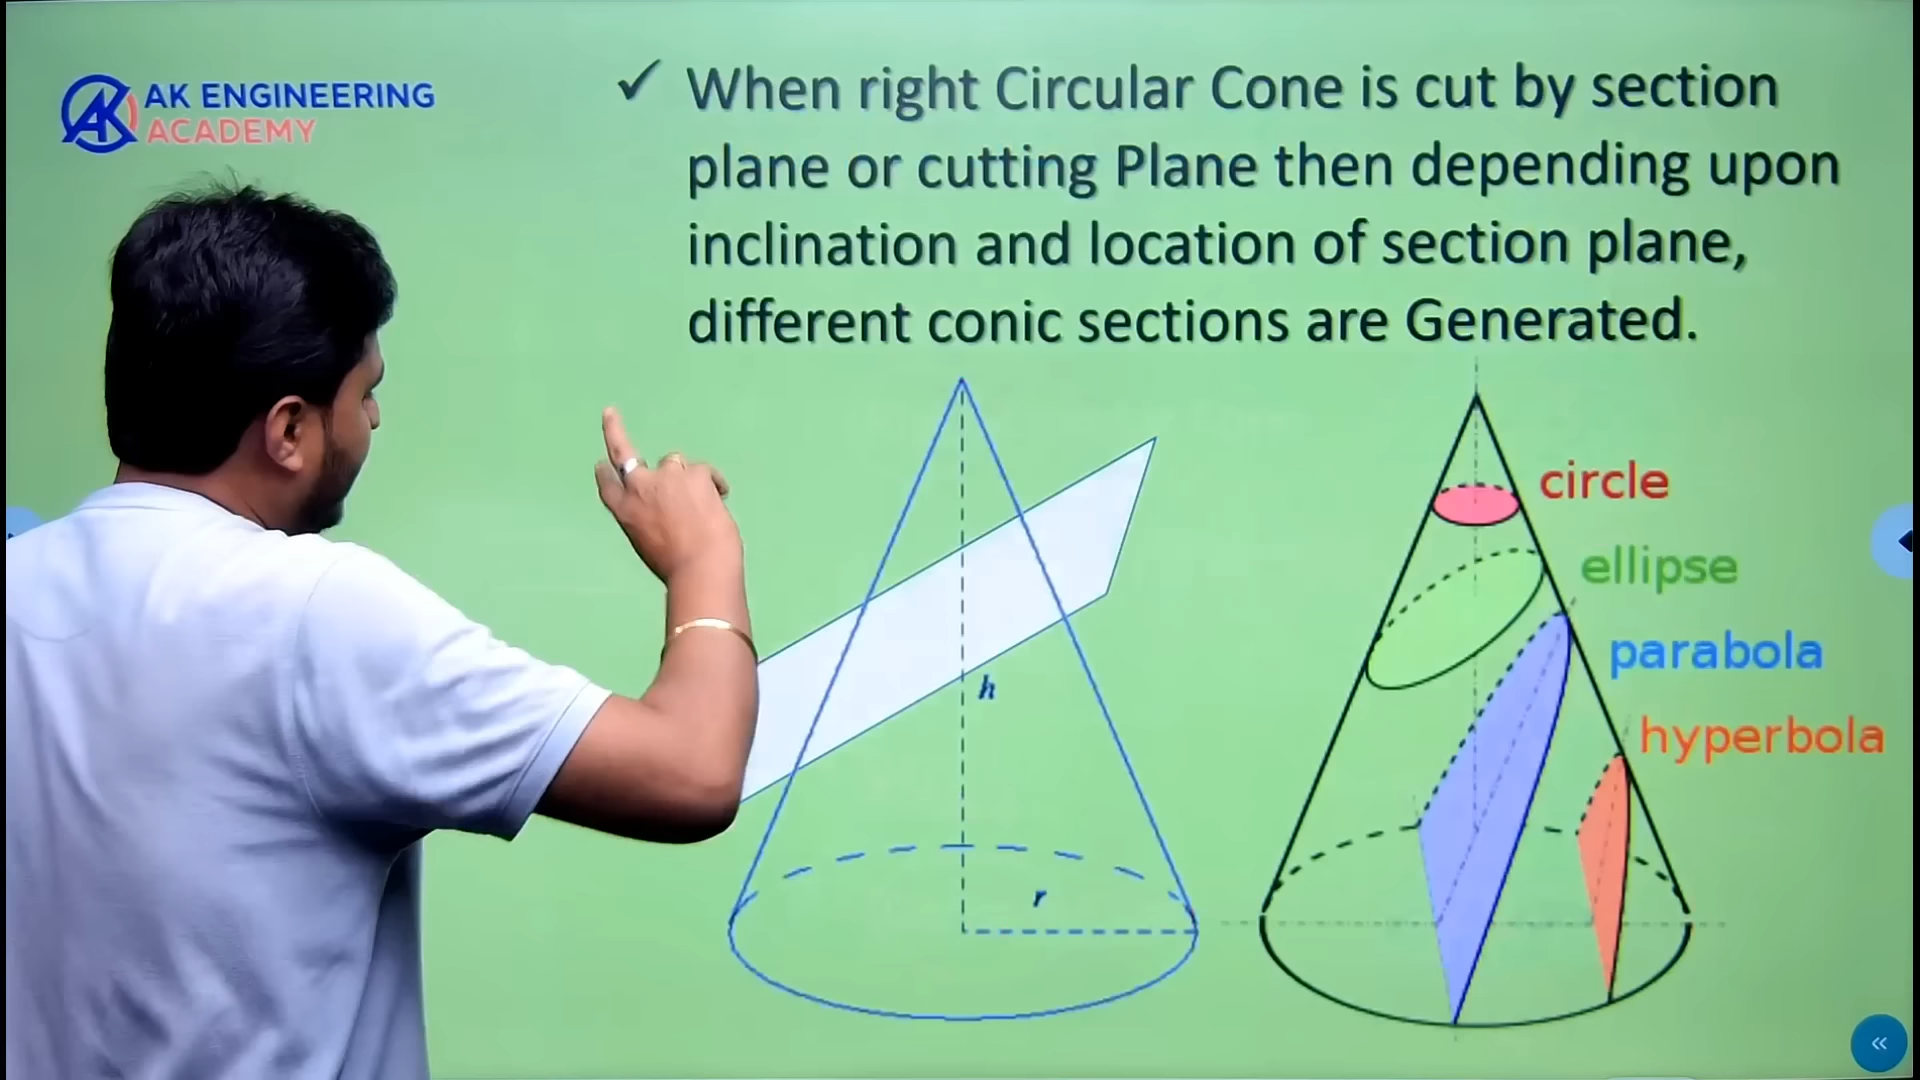 AK ENGINEERING
ACADEMY
✓ When right Circular Cone is cut by section
plane or cutting Plane then depending upon
inclination and location of section plane,
different conic sections are Generated.
circle
ellipse
parabola
hyperbola
h
r